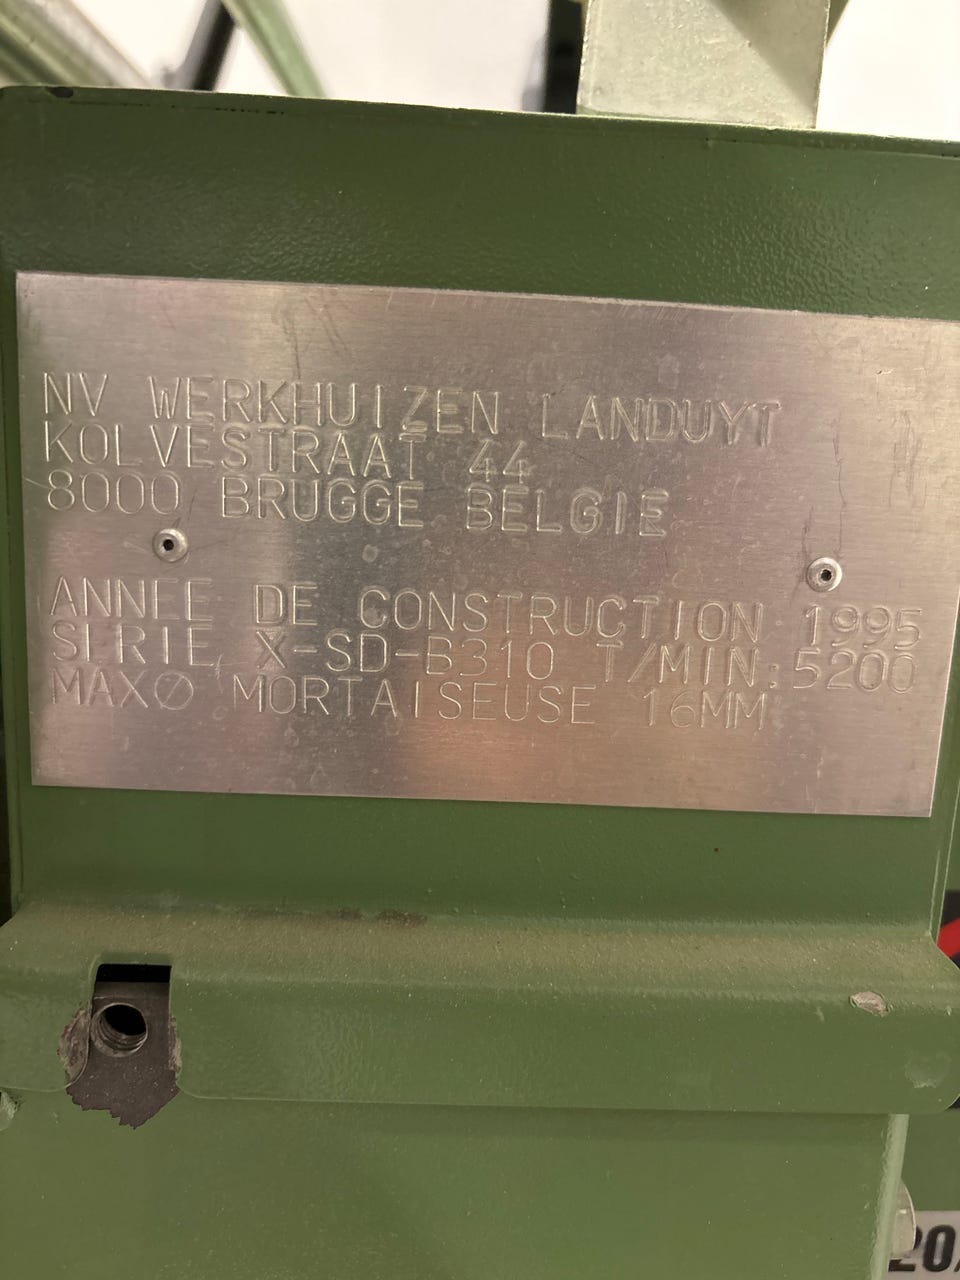 NV WERKHUIZEN LANDUYT
KOLVESTRAAT 44
8000 BRUGGE BELGIE
ANNEE DE CONSTRUCTION 1995
SERIE X-SD-B310 T/MIN:5200
MAXØ MORTAISEUSE 16MM
20